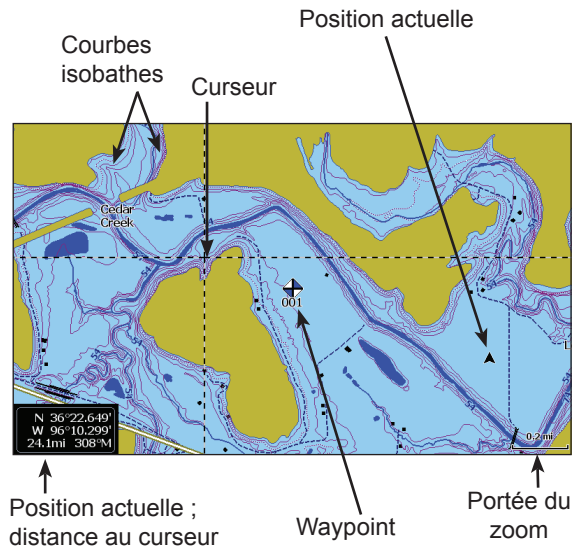 Position actuelle
Courbes
isobathes
Curseur
Cedar
Creek
001
L
N 36°22.649'
W 96°10.299'
24.1mi 308°M
0.2 mi
Position actuelle ;
distance au curseur
Waypoint
Portée du
zoom